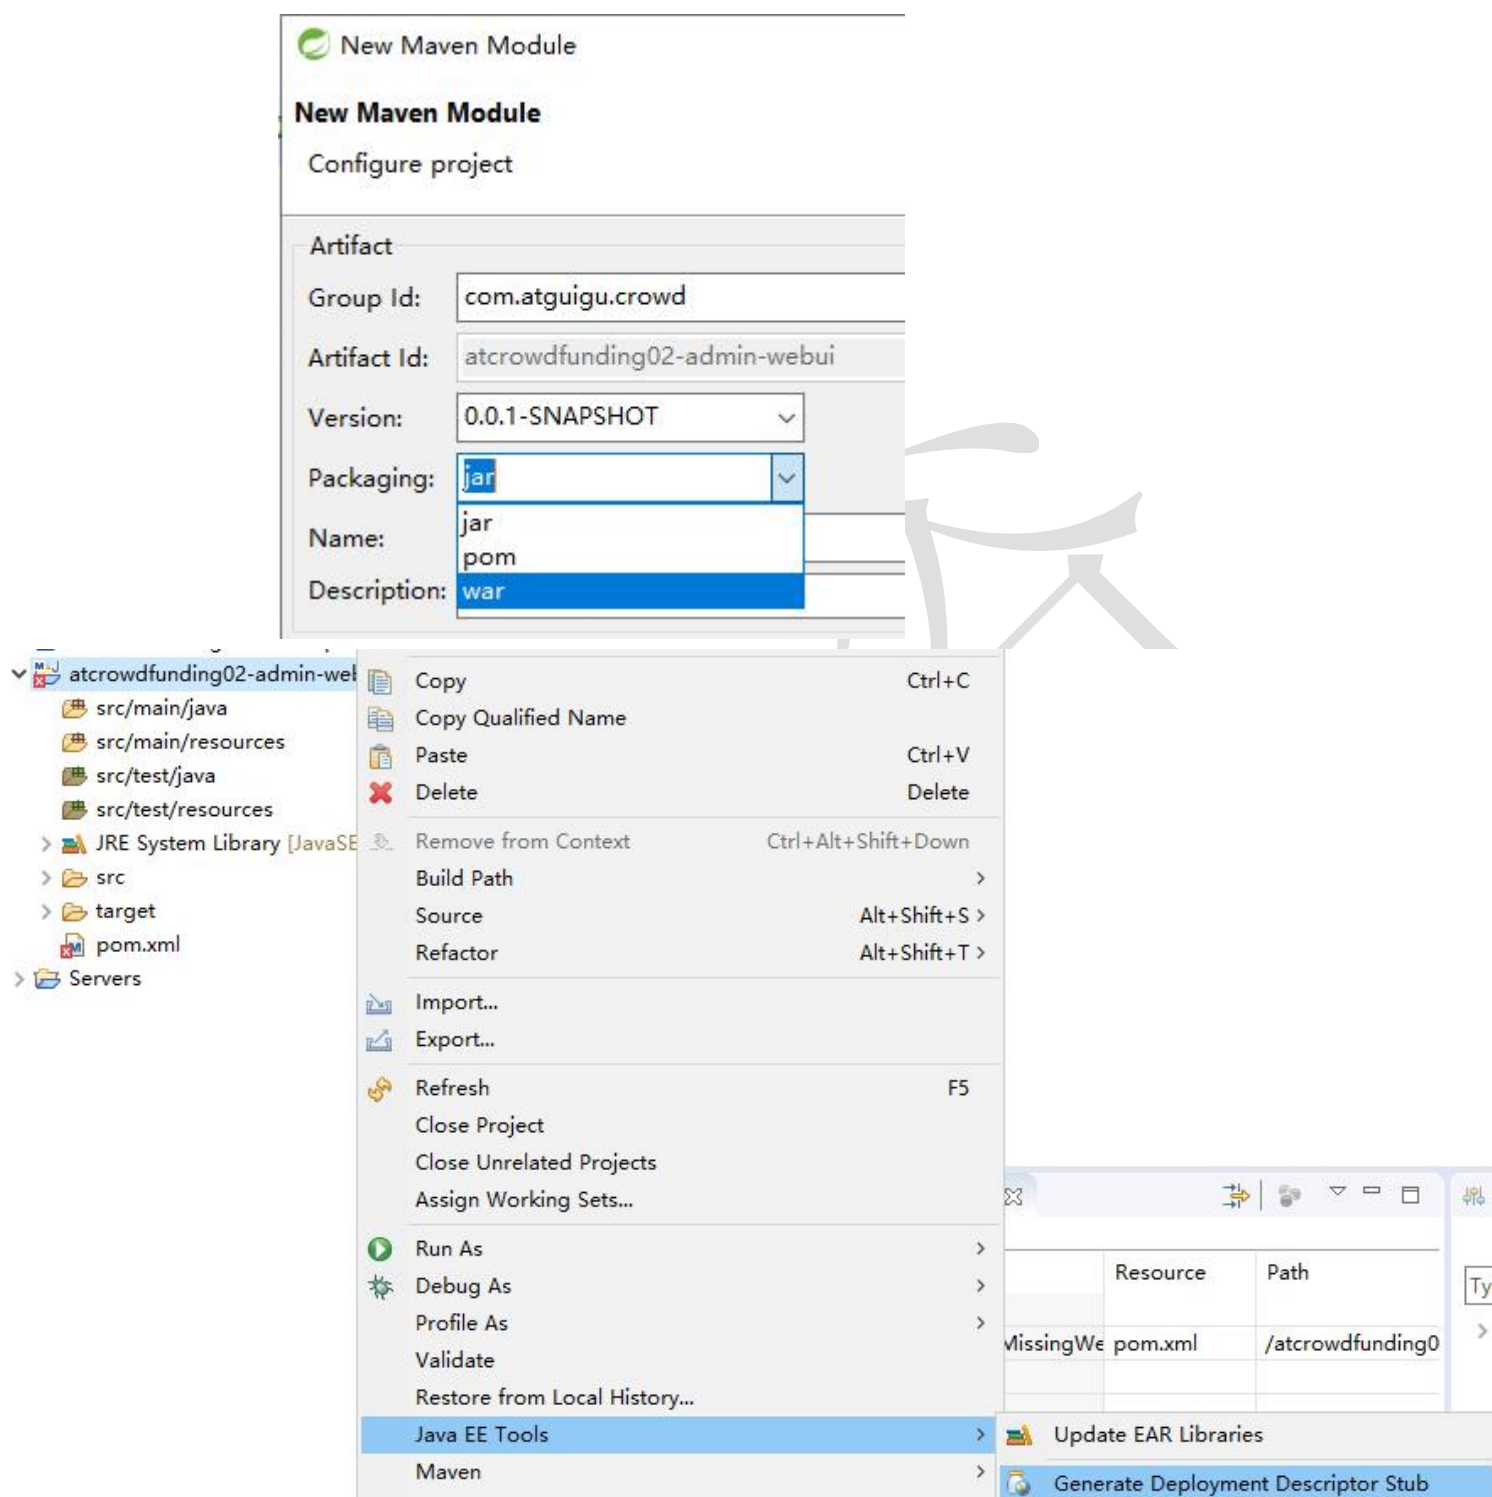 New Maven Module
New Maven Module
Configure project
Artifact
Group Id: com.atguigu.crowd
Artifact Id: atcrowdfunding02-admin-webui
Version: 0.0.1-SNAPSHOT
Packaging: jar
jar
Name:
pom
Description: war
atcrowdfunding02-admin-wel
src/main/java
src/main/resources
src/test/java
src/test/resources
JRE System Library [JavaSE
src
target
pom.xml
Servers
Copy Ctrl+C
Copy Qualified Name
Paste Ctrl+V
Delete Delete
Remove from Context Ctrl+Alt+Shift+Down
Build Path
Source Alt+Shift+S
Refactor Alt+Shift+T
Import...
Export...
Refresh F5
Close Project
Close Unrelated Projects
Assign Working Sets...
Run As
Debug As
Profile As
Validate
Restore from Local History...
Java EE Tools
Maven
Resource Path
Ty
MissingWe pom.xml /atcrowdfunding0
Update EAR Libraries
Generate Deployment Descriptor Stub